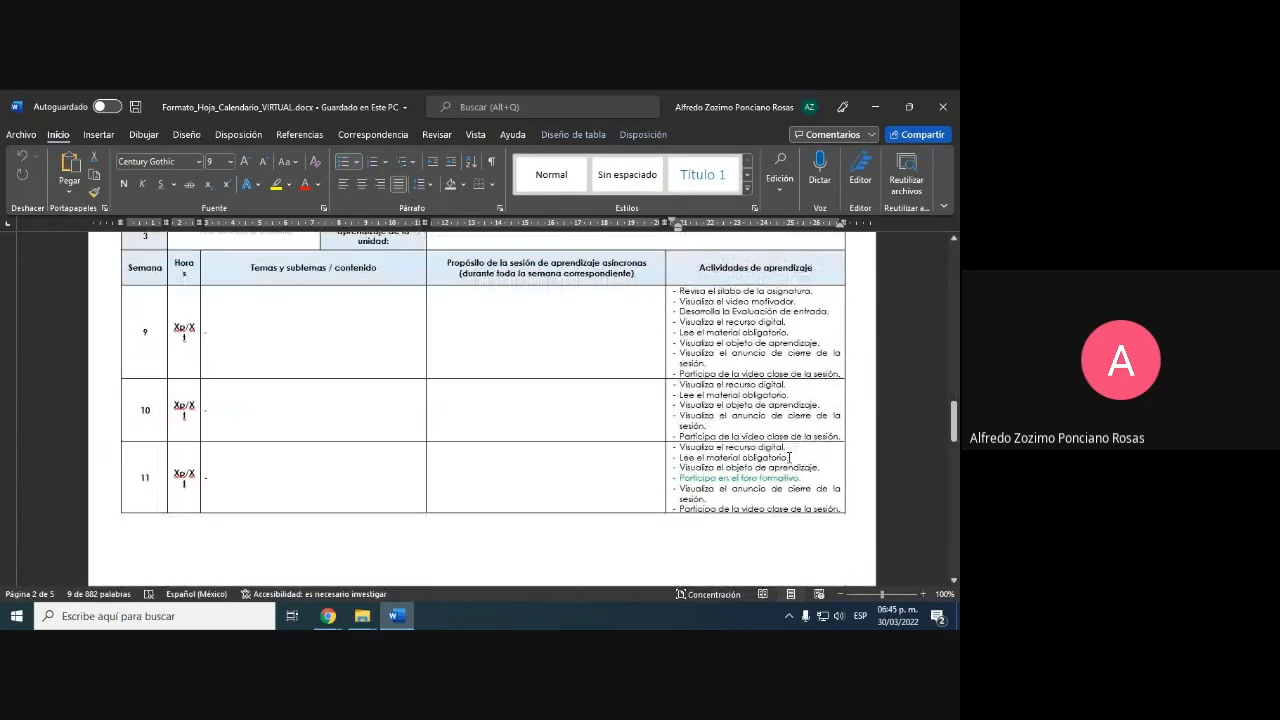 Autoguardado
Formato_Hoja_Calendario_VIRTUAL.docx • Guardado en Este PC
Buscar (Alt+Q)
Alfredo Zozimo Ponciano Rosas
AZ
Archivo Inicio Insertar Dibujar Diseño Disposición Referencias Correspondencia Revisar Vista Ayuda Diseño de tabla Disposición
Comentarios
Compartir
Pegar
Century Gothic
9
Aa
N K S ab
Normal
Sin espaciado
Título 1
Edición
Dictar
Editor
Reutilizar
archivos
Deshacer Portapapeles Fuente Párrafo Estilos Voz Editor Reutilizar a...
3
aprendizaje de la
unidad:
Semana
Hora
s
Temas y subtemas / contenido
Propósito de la sesión de aprendizaje asíncronas
(durante toda la semana correspondiente)
Actividades de aprendizaje
9
Xp/X
t
-
- Revisa el sílabo de la asignatura.
- Visualiza el video motivador.
- Desarrolla la Evaluación de entrada.
- Visualiza el recurso digital.
- Lee el material obligatorio.
- Visualiza el objeto de aprendizaje.
- Visualiza el anuncio de cierre de la
sesión.
- Participa de la video clase de la sesión.
10
Xp/X
t
-
- Visualiza el recurso digital.
- Lee el material obligatorio.
- Visualiza el objeto de aprendizaje.
- Visualiza el anuncio de cierre de la
sesión.
- Participa de la video clase de la sesión.
11
Xp/X
t
-
- Visualiza el recurso digital.
- Lee el material obligatorio.
- Visualiza el objeto de aprendizaje.
- Participa en el foro formativo.
- Visualiza el anuncio de cierre de la
sesión.
- Participa de la video clase de la sesión.
Página 2 de 5
9 de 882 palabras
Español (México)
Accesibilidad: es necesario investigar
Concentración
100%
Escribe aquí para buscar
ESP
06:45 p. m.
30/03/2022
2
A
Alfredo Zozimo Ponciano Rosas